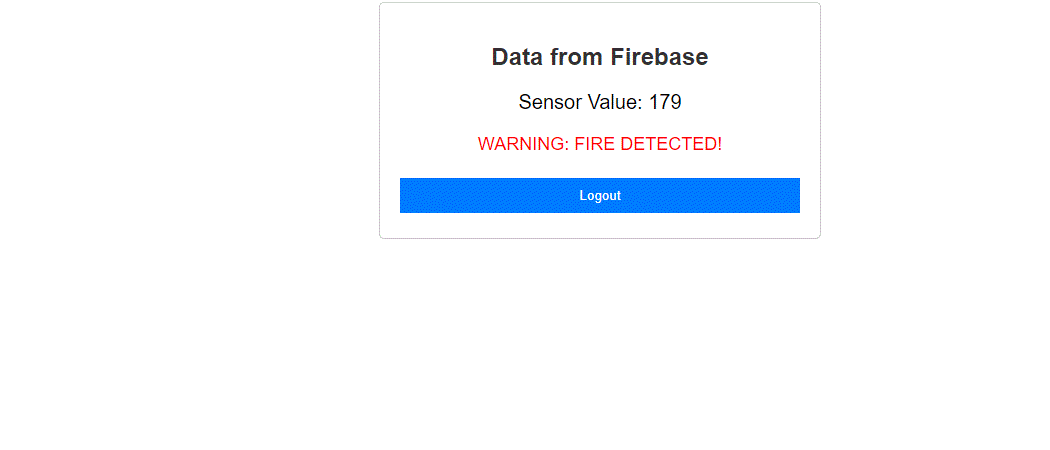 Data from Firebase
Sensor Value: 179
WARNING: FIRE DETECTED!
Logout